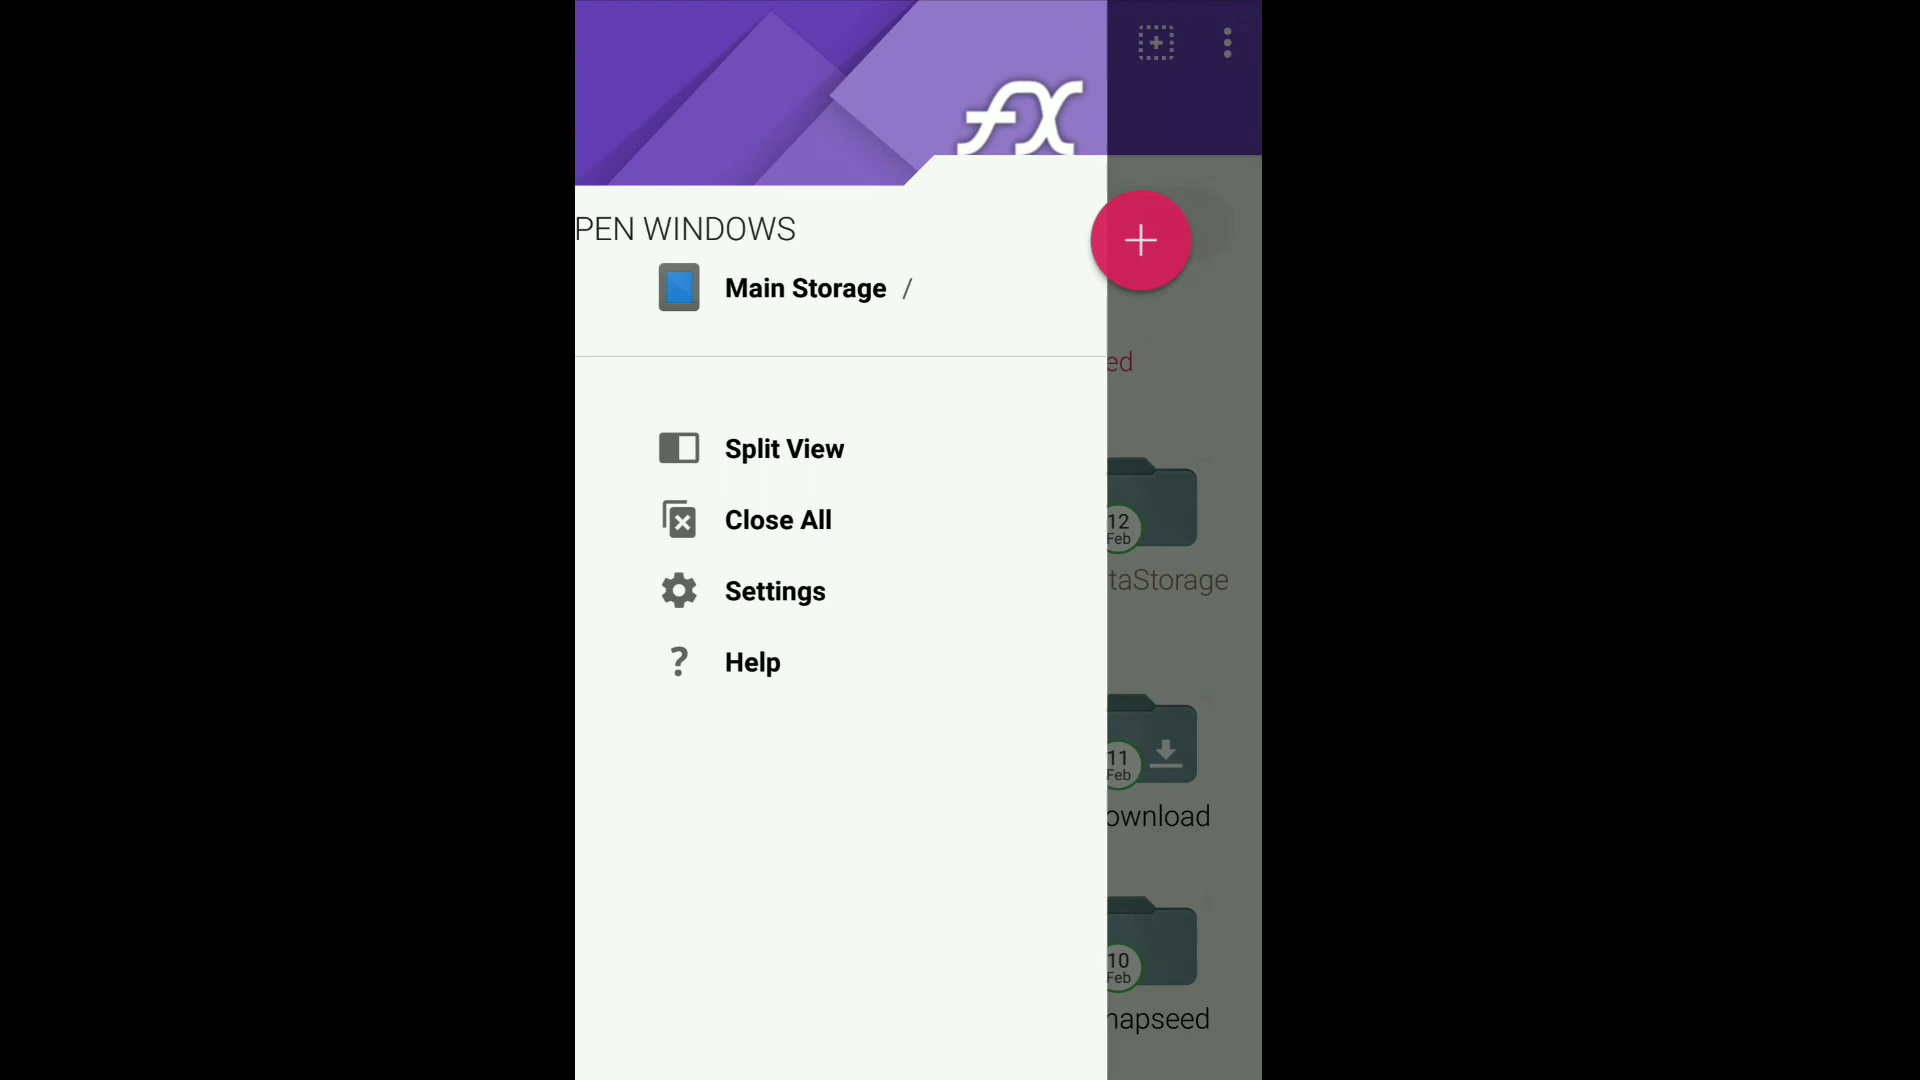 fX
PEN WINDOWS
Main Storage /
ed
Split View
Close All
12
Feb
Settings
taStorage
Help
11
Feb
ownload
10
Feb
napseed